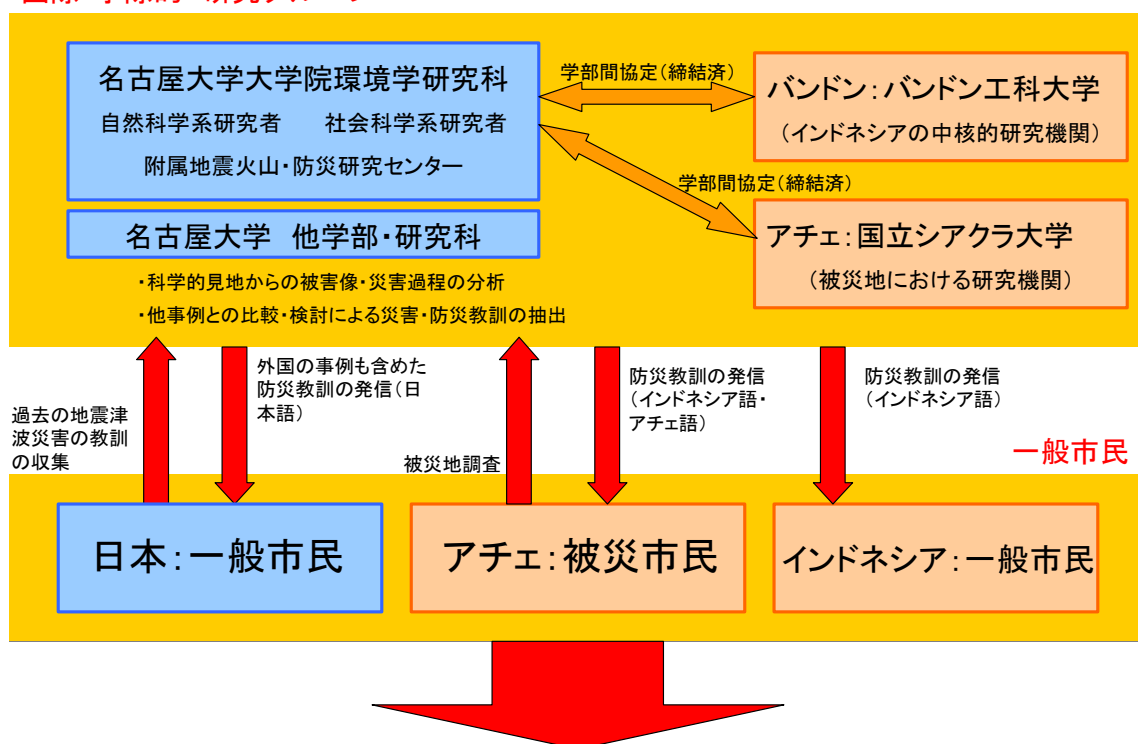 名古屋大学大学院環境学研究科
自然科学系研究者　社会科学系研究者
附属地震火山・防災研究センター
名古屋大学 他学部・研究科
・科学的見地からの被害像・災害過程の分析
・他事例との比較・検討による災害・防災教訓の抽出
学部間協定(締結済)
学部間協定(締結済)
バンドン：バンドン工科大学
(インドネシアの中核的研究機関)
アチェ：国立シアクラ大学
(被災地における研究機関)
過去の地震津
波災害の教訓
の収集
外国の事例も含めた
防災教訓の発信(日
本語)
被災地調査
防災教訓の発信
(インドネシア語・
アチェ語)
防災教訓の発信
(インドネシア語)
一般市民
日本：一般市民
アチェ：被災市民
インドネシア：一般市民